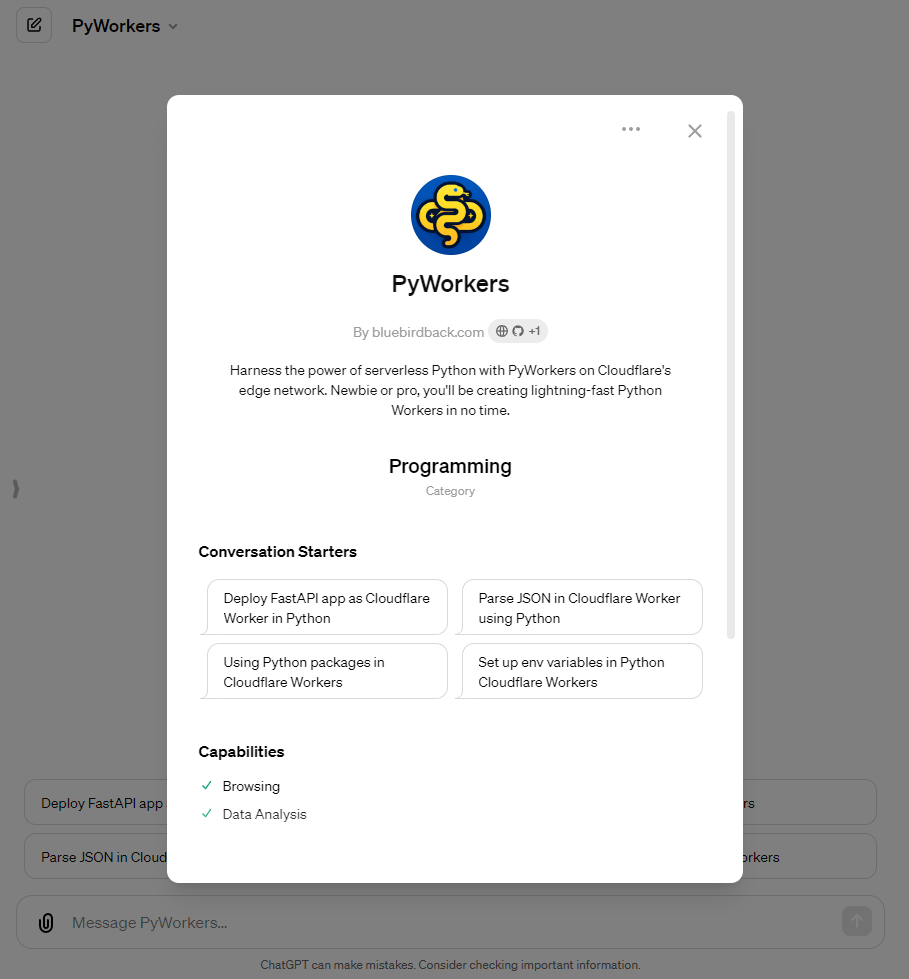 PyWorkers
PyWorkers
By bluebirdback.com +1
Harness the power of serverless Python with PyWorkers on Cloudflare's
edge network. Newbie or pro, you'll be creating lightning-fast Python
Workers in no time.
Programming
Category
Conversation Starters
Deploy FastAPI app as Cloudflare
Worker in Python
Parse JSON in Cloudflare Worker
using Python
Using Python packages in
Cloudflare Workers
Set up env variables in Python
Cloudflare Workers
Capabilities
Browsing
Data Analysis
Deploy FastAPI app
Parse JSON in Cloud
Message PyWorkers...
ChatGPT can make mistakes. Consider checking important information.